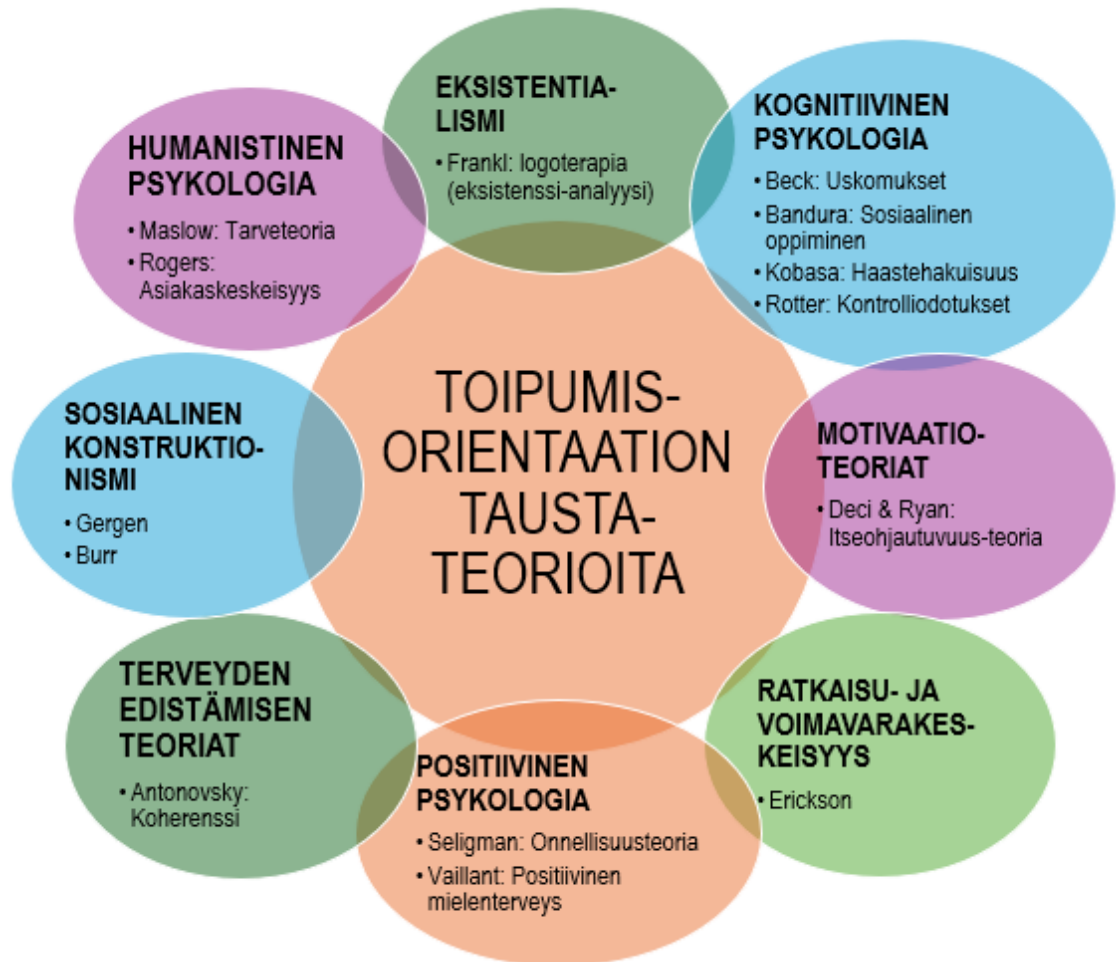 EKSISTENTIA-
LISMI
• Frankl: logoterapia
(eksistenssi-analyysi)
KOGNITIIVINEN
PSYKOLOGIA
• Beck: Uskomukset
• Bandura: Sosiaalinen
oppiminen
• Kobasa: Haastehakuisuus
• Rotter: Kontrolliodotukset
HUMANISTINEN
PSYKOLOGIA
• Maslow: Tarveteoria
• Rogers:
Asiakaskeskeisyys
TOIPUMIS-
ORIENTAATION
TAUSTA-
TEORIOITA
SOSIAALINEN
KONSTRUKTIO-
NISMI
• Gergen
• Burr
MOTIVAATIO-
TEORIAT
• Deci & Ryan:
Itseohjautuvuus-teoria
TERVEYDEN
EDISTÄMISEN
TEORIAT
• Antonovsky:
Koherenssi
RATKAISU- JA
VOIMAVARAKES-
KEISYYS
• Erickson
POSITIIVINEN
PSYKOLOGIA
• Seligman: Onnellisuusteoria
• Vaillant: Positiivinen
mielenterveys